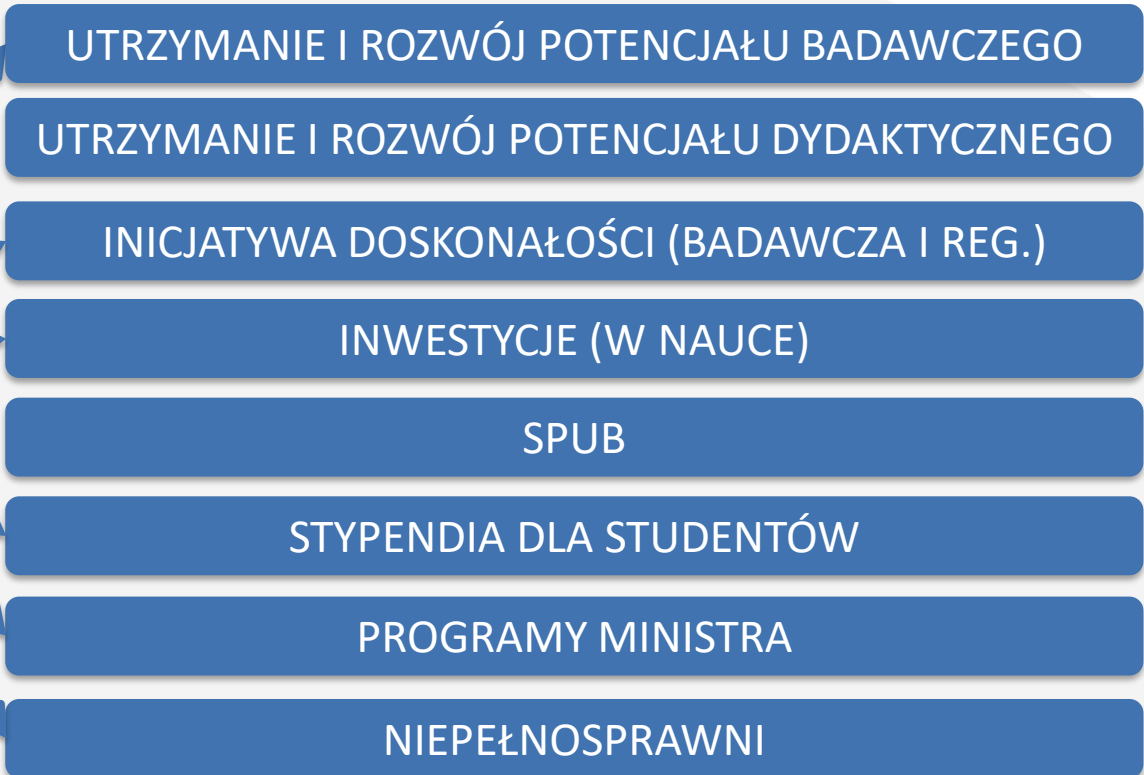 UTRZYMANIE I ROZWÓJ POTENCJAŁU BADAWCZEGO
UTRZYMANIE I ROZWÓJ POTENCJAŁU DYDAKTYCZNEGO
INICJATYWA DOSKONAŁOŚCI (BADAWCZA I REG.)
INWESTYCJE (W NAUCE)
SPUB
STYPENDIA DLA STUDENTÓW
PROGRAMY MINISTRA
NIEPEŁNOSPRAWNI